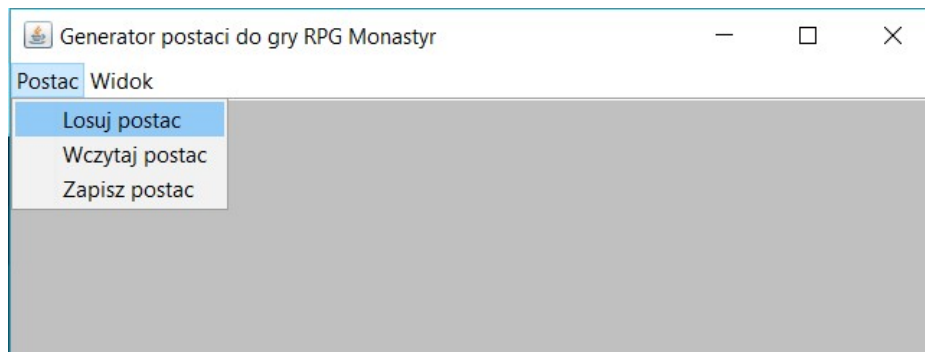 Generator postaci do gry RPG Monastyr
Postac Widok
Losuj postac
Wczytaj postac
Zapisz postac